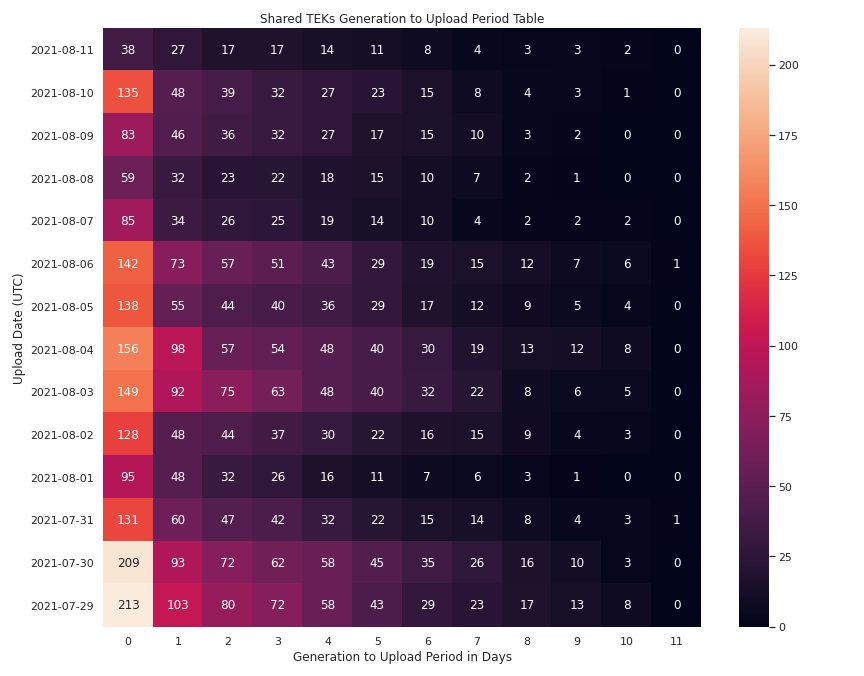 Shared TEKs Generation to Upload Period Table
2021-08-11 38 27 17 17 14 11 8 4 3 3 2 0
2021-08-10 135 48 39 32 27 23 15 8 4 3 1 0
2021-08-09 83 46 36 32 27 17 15 10 3 2 0 0
2021-08-08 59 32 23 22 18 15 10 7 2 1 0 0
2021-08-07 85 34 26 25 19 14 10 4 2 2 2 0
2021-08-06 142 73 57 51 43 29 19 15 12 7 6 1
2021-08-05 138 55 44 40 36 29 17 12 9 5 4 0
2021-08-04 156 98 57 54 48 40 30 19 13 12 8 0
2021-08-03 149 92 75 63 48 40 32 22 8 6 5 0
2021-08-02 128 48 44 37 30 22 16 15 9 4 3 0
2021-08-01 95 48 32 26 16 11 7 6 3 1 0 0
2021-07-31 131 60 47 42 32 22 15 14 8 4 3 1
2021-07-30 209 93 72 62 58 45 35 26 16 10 3 0
2021-07-29 213 103 80 72 58 43 29 23 17 13 8 0
0 1 2 3 4 5 6 7 8 9 10 11
Generation to Upload Period in Days
Upload Date (UTC)
200
175
150
125
100
75
50
25
0